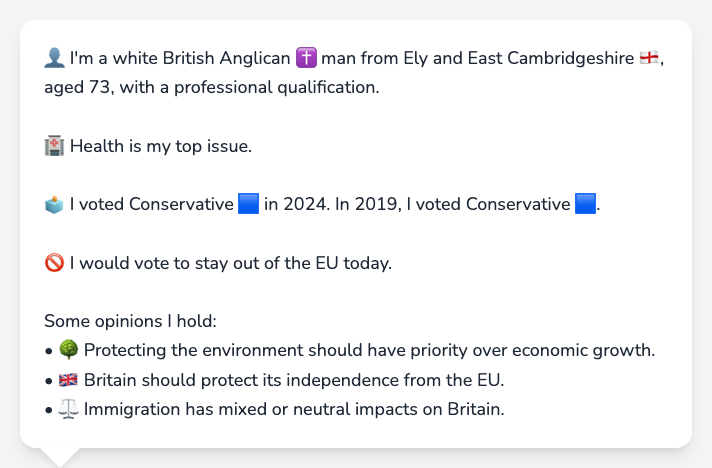 👤 I'm a white British Anglican ✝️ man from Ely and East Cambridgeshire 🏴󠁧󠁢󠁥󠁮󠁧󠁿,
aged 73, with a professional qualification.
🏥 Health is my top issue.
🗳️ I voted Conservative 🟦 in 2024. In 2019, I voted Conservative 🟦.
🚫 I would vote to stay out of the EU today.
Some opinions I hold:
• 🌳 Protecting the environment should have priority over economic growth.
• 🇬🇧 Britain should protect its independence from the EU.
• ⚖️ Immigration has mixed or neutral impacts on Britain.